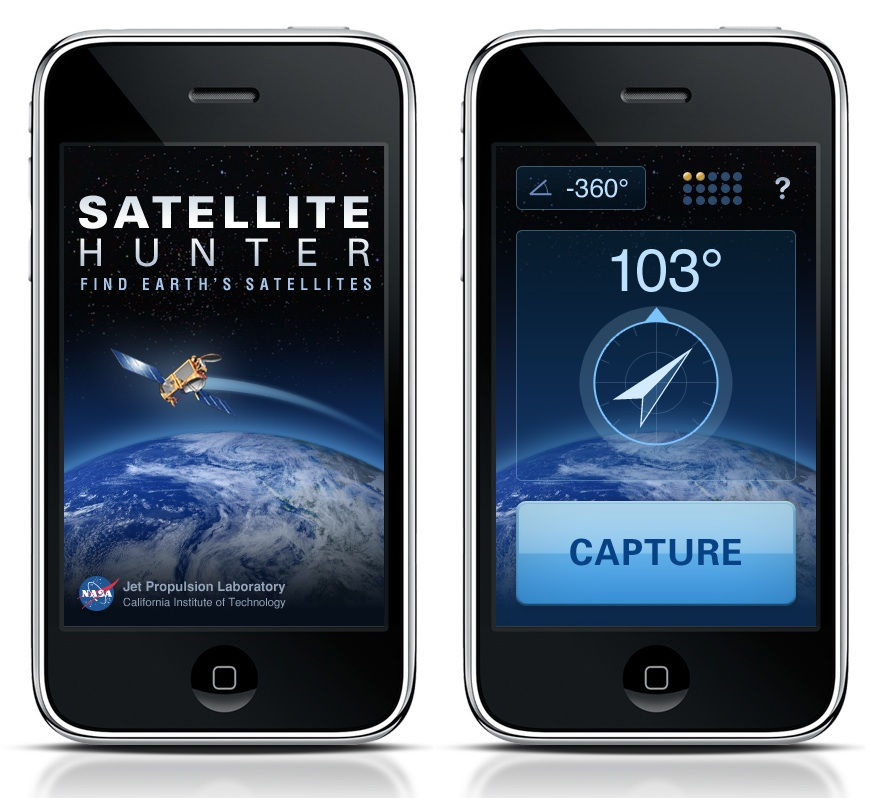 SATELLITE
HUNTER
FIND EARTH'S SATELLITES
NASA
Jet Propulsion Laboratory
California Institute of Technology
-360°
?
103°
CAPTURE